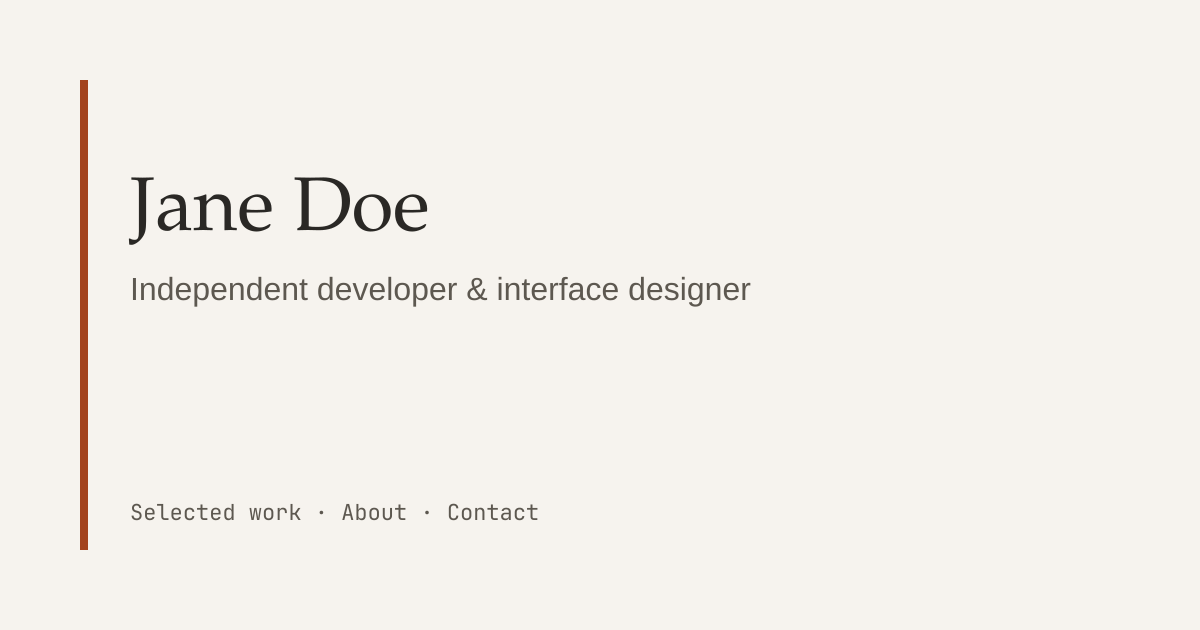 Jane Doe
Independent developer & interface designer
Selected work · About · Contact